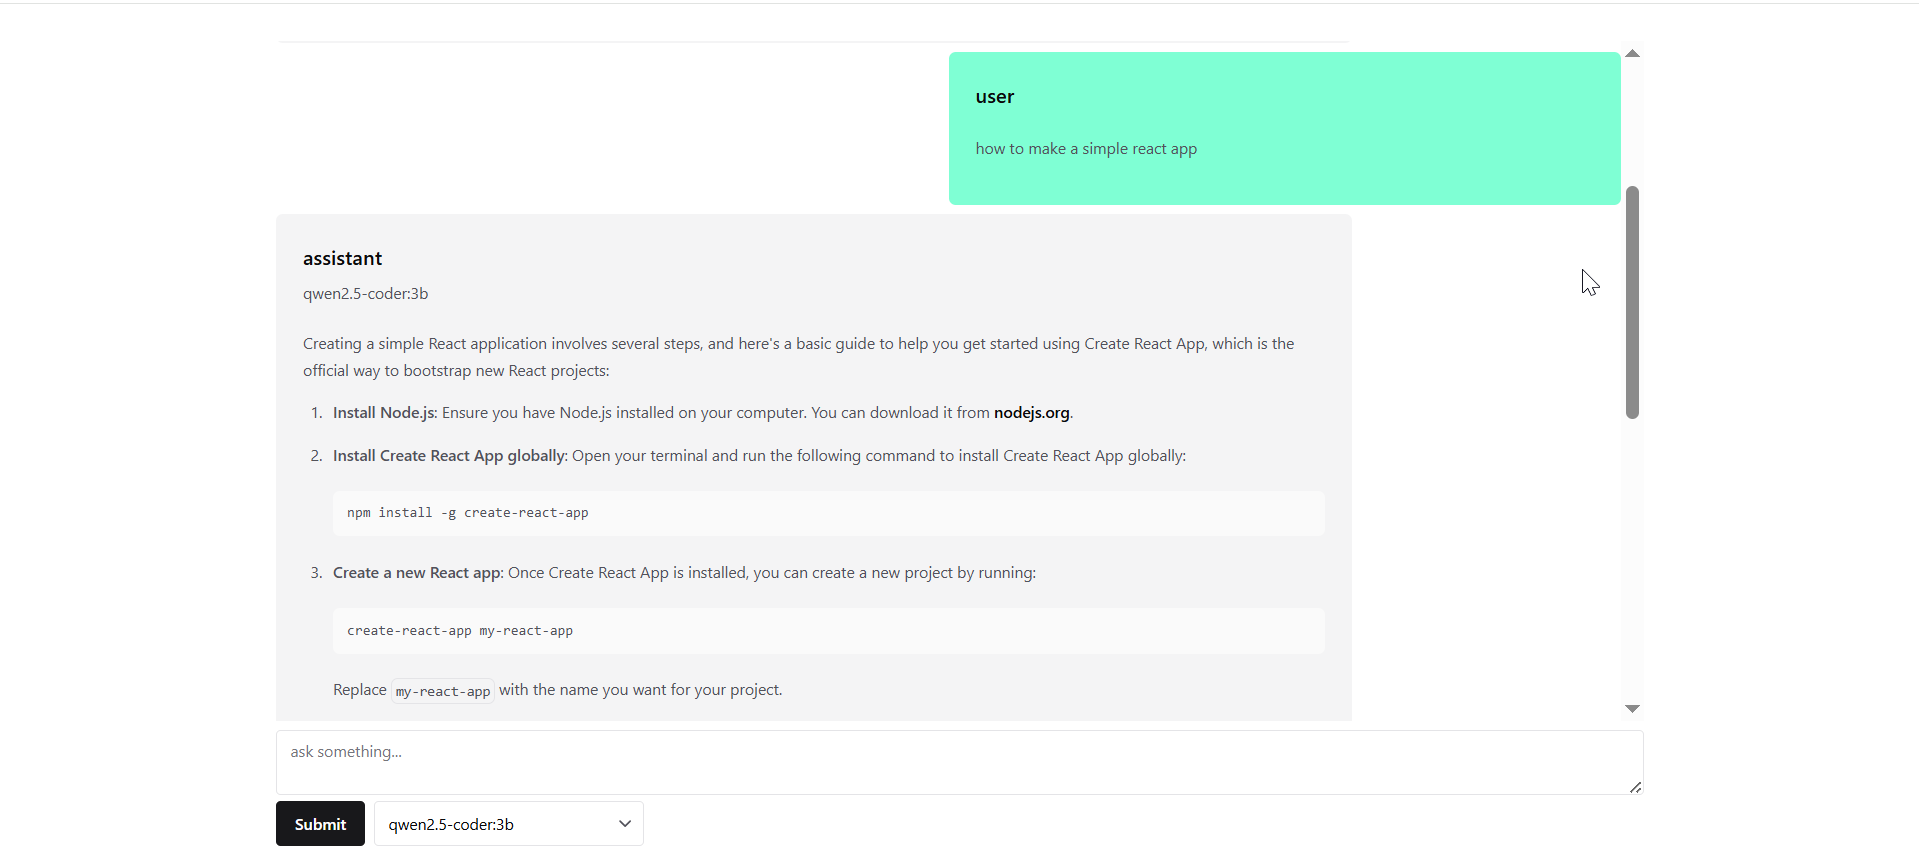 user
how to make a simple react app
assistant
qwen2.5-coder:3b
Creating a simple React application involves several steps, and here's a basic guide to help you get started using Create React App, which is the
official way to bootstrap new React projects:
1. Install Node.js: Ensure you have Node.js installed on your computer. You can download it from nodejs.org.
2. Install Create React App globally: Open your terminal and run the following command to install Create React App globally:
npm install -g create-react-app
3. Create a new React app: Once Create React App is installed, you can create a new project by running:
create-react-app my-react-app
Replace my-react-app with the name you want for your project.
ask something...
Submit
qwen2.5-coder:3b